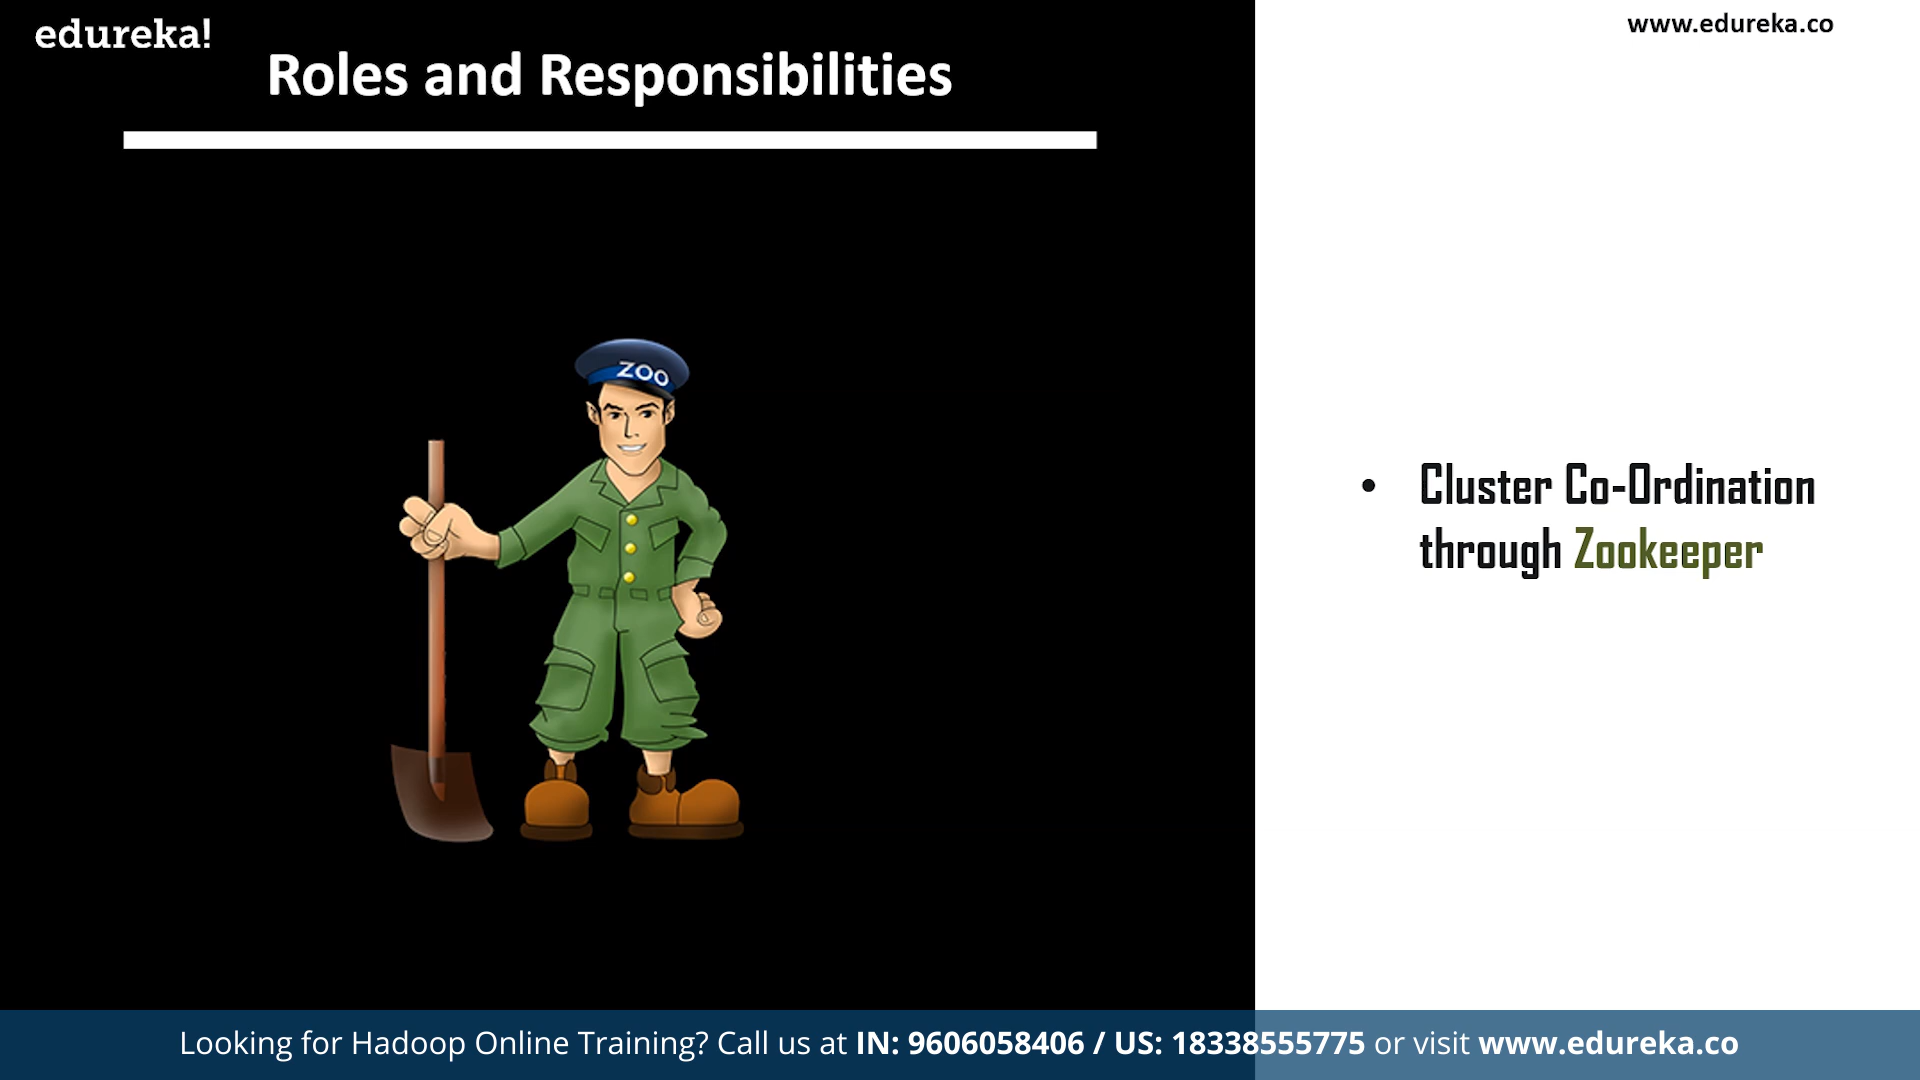 edureka!
www.edureka.co
Roles and Responsibilities
ZOO
• Cluster Co-Ordination
through Zookeeper
Looking for Hadoop Online Training? Call us at IN: 9606058406 / US: 18338555775 or visit www.edureka.co